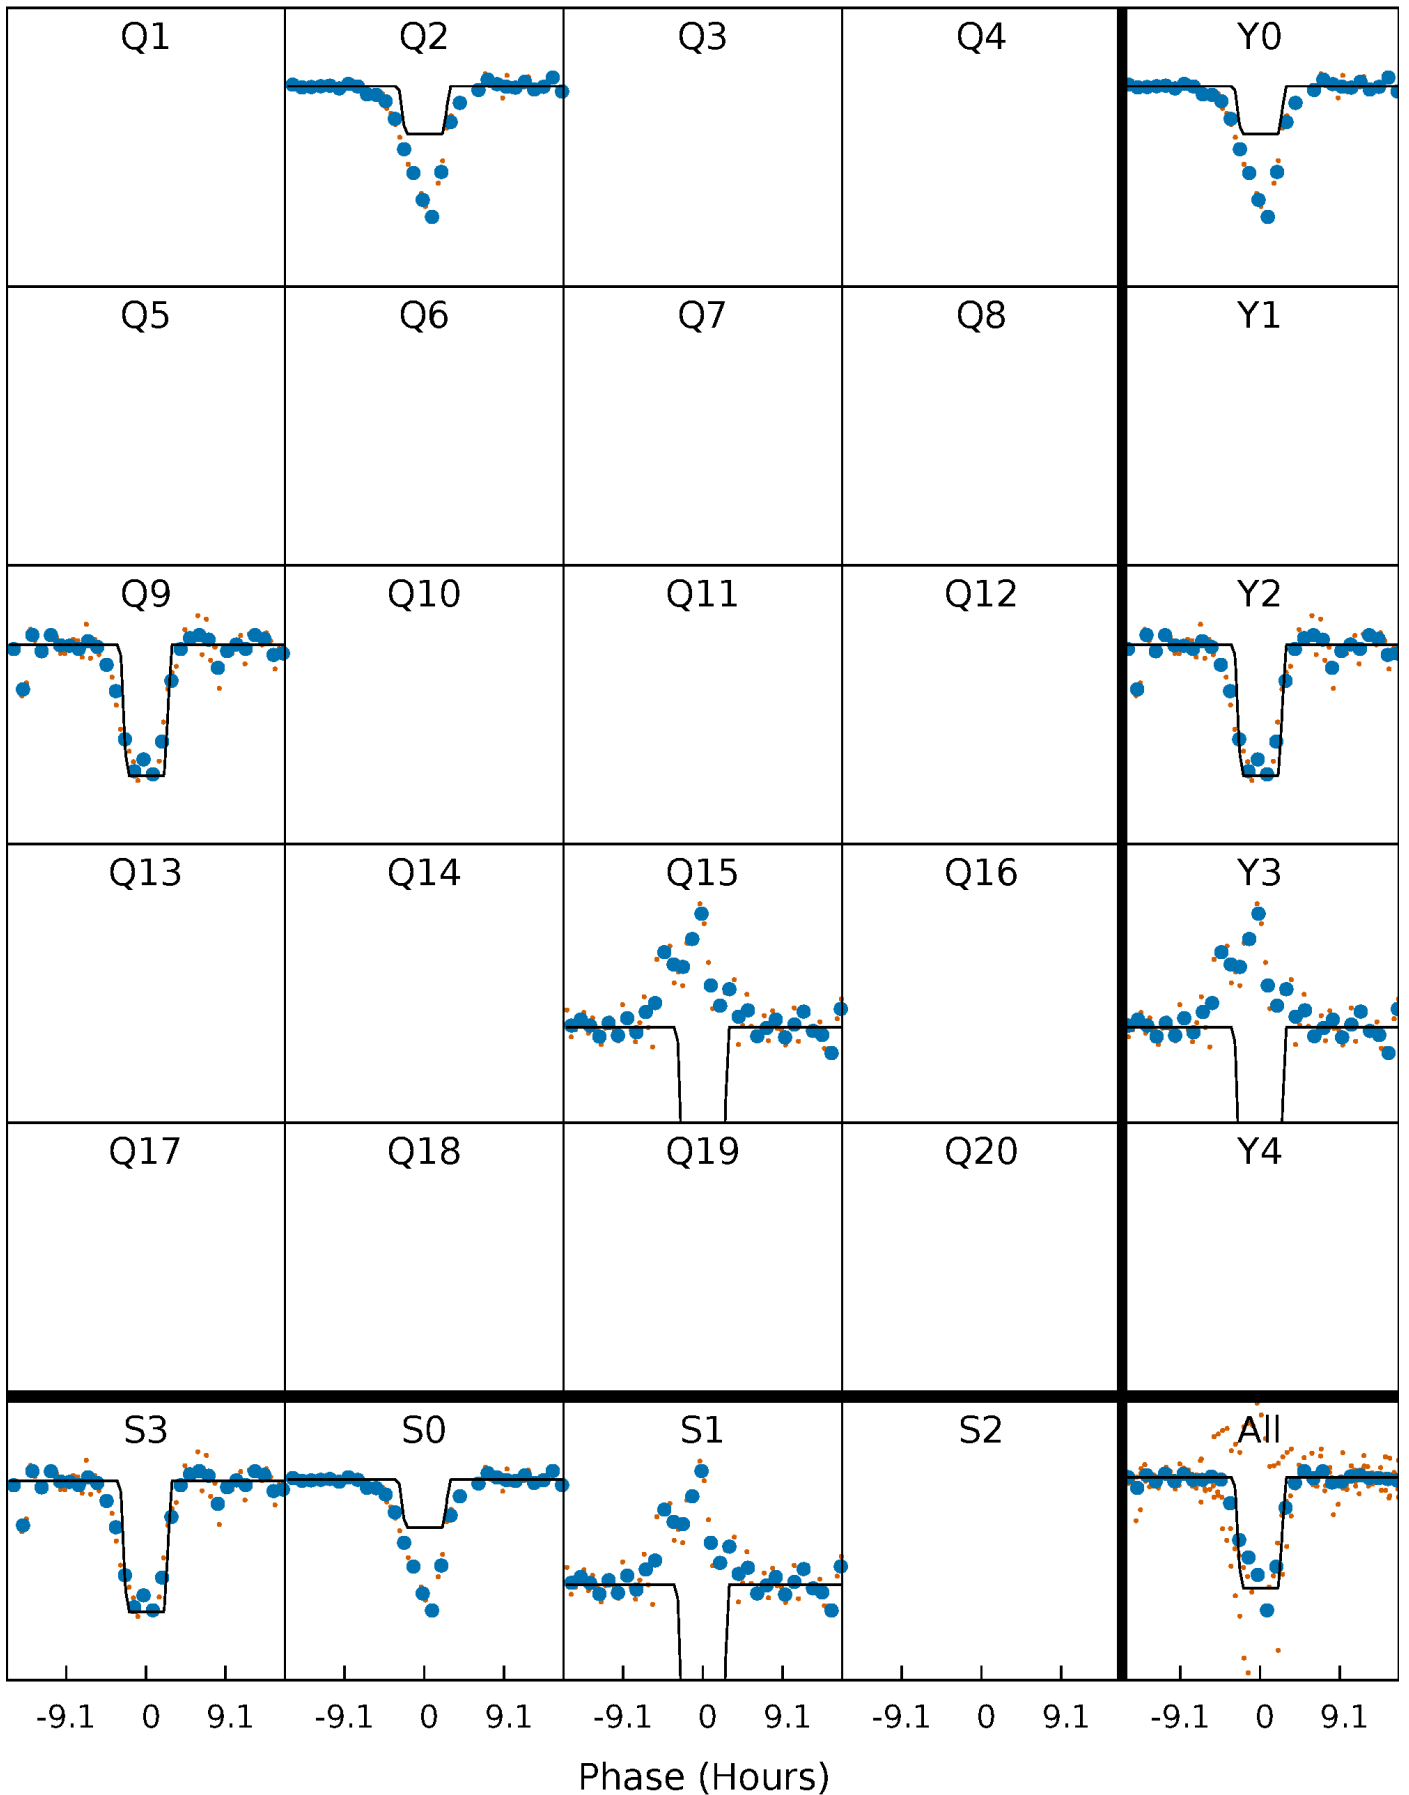 Q1 Q2 Q3 Q4 Y0
Q5 Q6 Q7 Q8 Y1
Q9 Q10 Q11 Q12 Y2
Q13 Q14 Q15 Q16 Y3
Q17 Q18 Q19 Q20 Y4
S3 S0 S1 S2 All
-9.1 0 9.1 -9.1 0 9.1 -9.1 0 9.1 -9.1 0 9.1 -9.1 0 9.1
Phase (Hours)